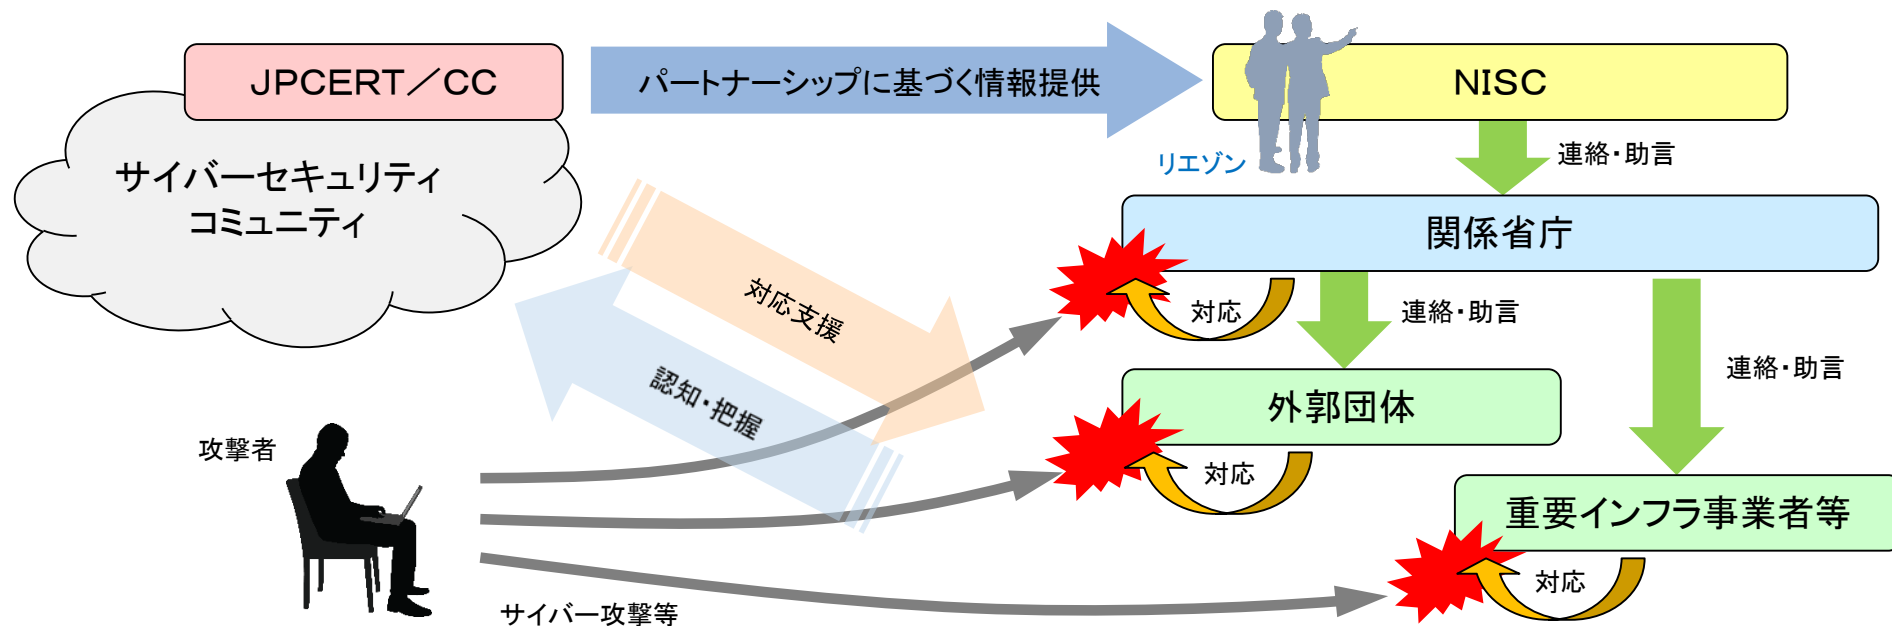 JPCERT／CC
パートナーシップに基づく情報提供
NISC
サイバーセキュリティ
コミュニティ
リエゾン
連絡・助言
関係省庁
対応支援
対応
連絡・助言
認知・把握
連絡・助言
外郭団体
攻撃者
対応
重要インフラ事業者等
対応
サイバー攻撃等